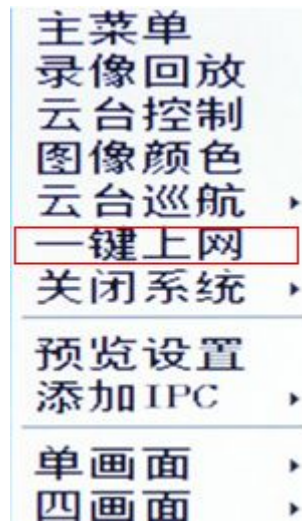 主菜单
录像回放
云台控制
图像颜色
云台巡航
一键上网
关闭系统
预览设置
添加IPC
单画面
四画面